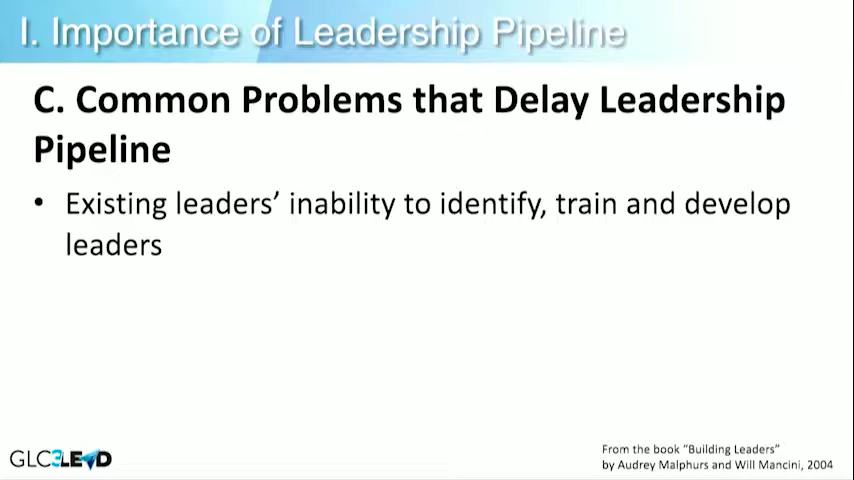 I. Importance of Leadership Pipeline
C. Common Problems that Delay Leadership
Pipeline
• Existing leaders’ inability to identify, train and develop
leaders
From the book “Building Leaders”
by Audrey Malphurs and Will Mancini, 2004
GLC3LEAD